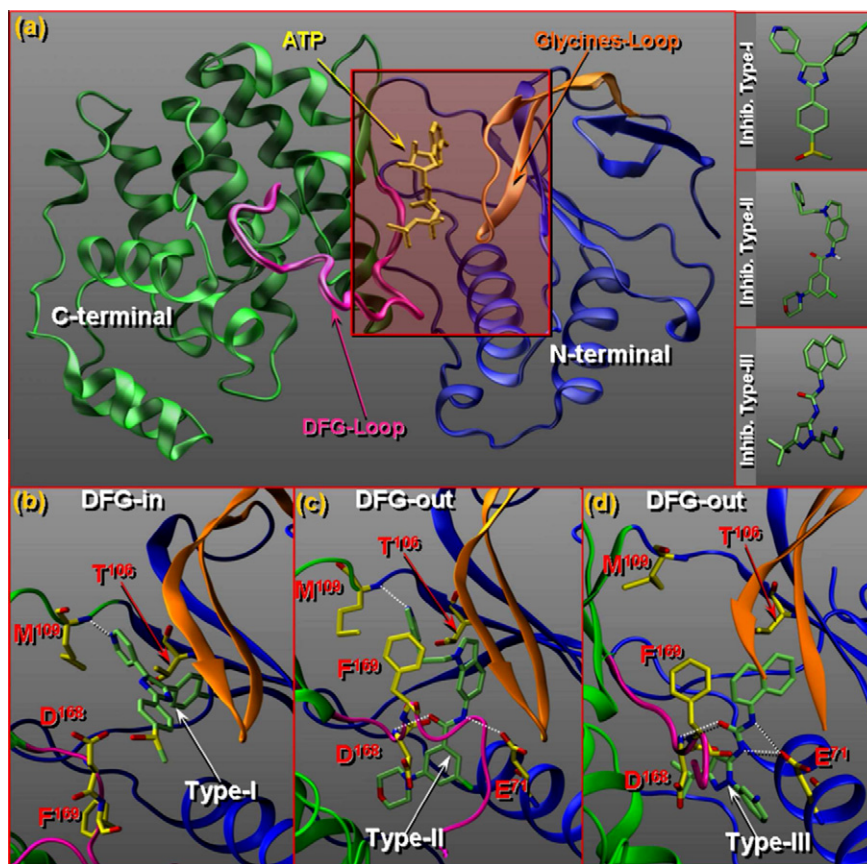 (a)
ATP
Glycines-Loop
C-terminal
N-terminal
DFG-Loop
Inhib. Type-I
Inhib. Type-II
Inhib. Type-III
(b)
DFG-in
T106
M109
D168
F169
Type-I
(c)
DFG-out
T106
M109
F169
D168
E71
Type-II
(d)
DFG-out
T106
M109
F169
D168
E71
Type-III